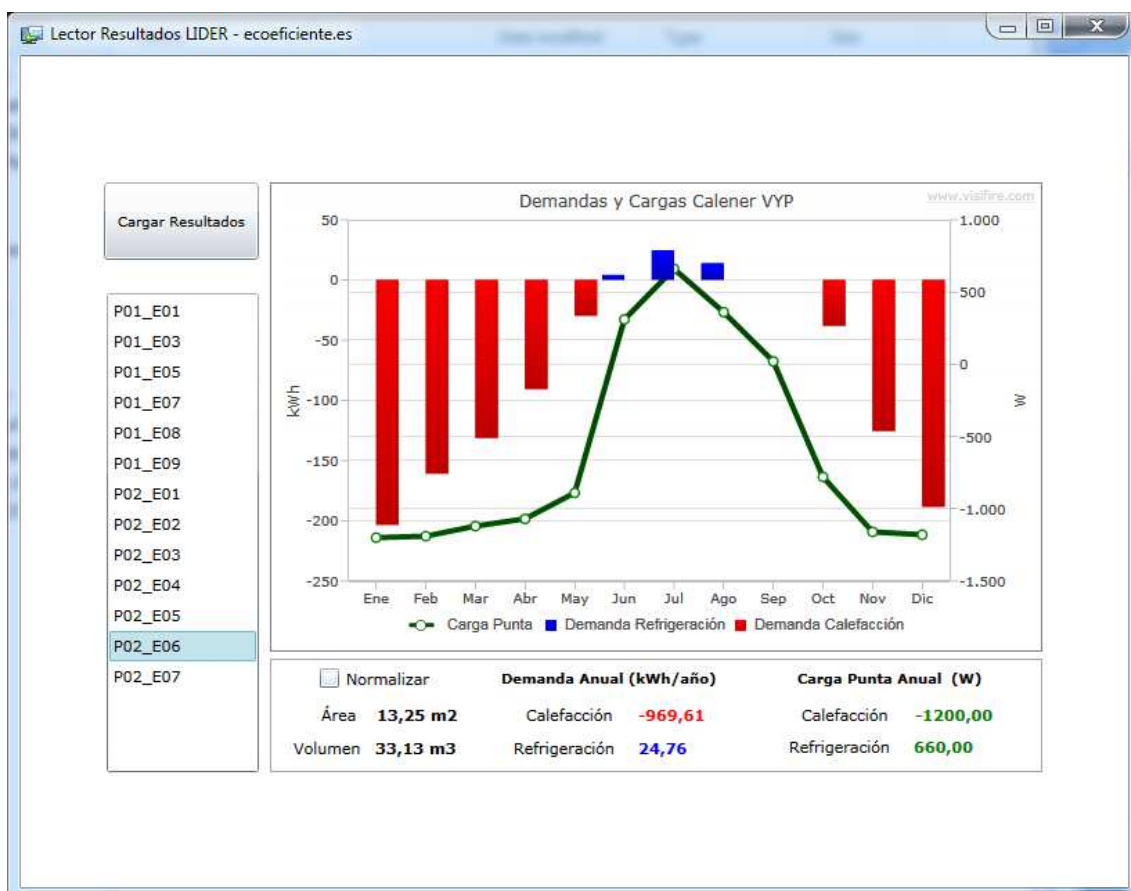 Lector Resultados LIDER - ecoeficiente.es
Cargar Resultados
P01_E01
P01_E03
P01_E05
P01_E07
P01_E08
P01_E09
P02_E01
P02_E02
P02_E03
P02_E04
P02_E05
P02_E06
P02_E07
Demandas y Cargas Calener VYP
www.visifire.com
50
0
-50
-100
-150
-200
-250
kWh
1.000
500
0
-500
-1.000
-1.500
W
Ene Feb Mar Abr May Jun Jul Ago Sep Oct Nov Dic
Carga Punta Demanda Refrigeración Demanda Calefacción
Normalizar Demanda Anual (kWh/año) Carga Punta Anual (W)
Área 13,25 m2 Calefacción -969,61 Calefacción -1200,00
Volumen 33,13 m3 Refrigeración 24,76 Refrigeración 660,00